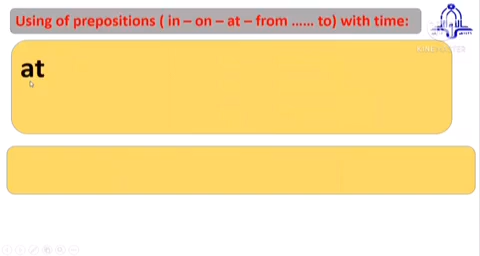 Using of prepositions ( in – on – at – from ...... to) with time:
at